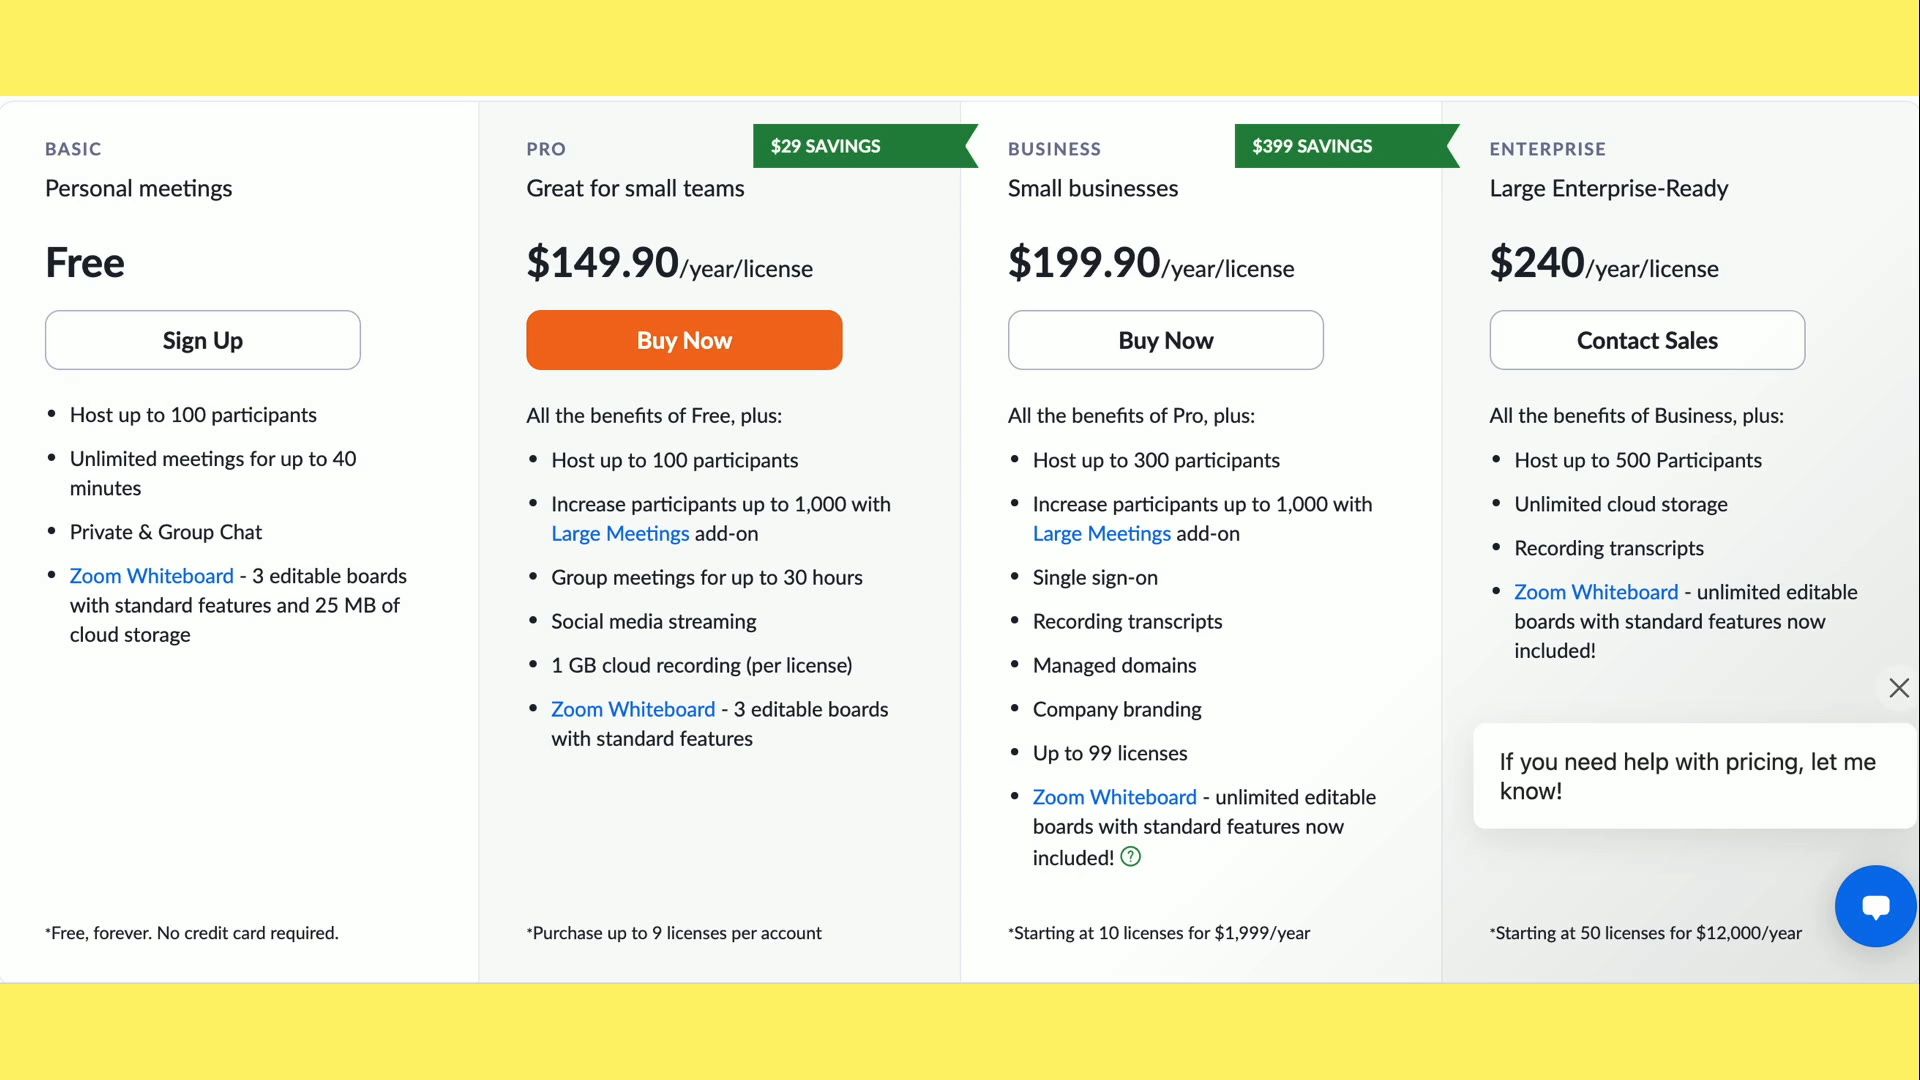 BASIC
Personal meetings
Free
Sign Up
• Host up to 100 participants
• Unlimited meetings for up to 40
minutes
• Private & Group Chat
• Zoom Whiteboard - 3 editable boards
with standard features and 25 MB of
cloud storage
*Free, forever. No credit card required.
PRO
$29 SAVINGS
Great for small teams
$149.90/year/license
Buy Now
All the benefits of Free, plus:
• Host up to 100 participants
• Increase participants up to 1,000 with
Large Meetings add-on
• Group meetings for up to 30 hours
• Social media streaming
• 1 GB cloud recording (per license)
• Zoom Whiteboard - 3 editable boards
with standard features
*Purchase up to 9 licenses per account
BUSINESS
$399 SAVINGS
Small businesses
$199.90/year/license
Buy Now
All the benefits of Pro, plus:
• Host up to 300 participants
• Increase participants up to 1,000 with
Large Meetings add-on
• Single sign-on
• Recording transcripts
• Managed domains
• Company branding
• Up to 99 licenses
• Zoom Whiteboard - unlimited editable
boards with standard features now
included! ?
*Starting at 10 licenses for $1,999/year
ENTERPRISE
Large Enterprise-Ready
$240/year/license
Contact Sales
All the benefits of Business, plus:
• Host up to 500 Participants
• Unlimited cloud storage
• Recording transcripts
• Zoom Whiteboard - unlimited editable
boards with standard features now
included!
If you need help with pricing, let me
know!
*Starting at 50 licenses for $12,000/year